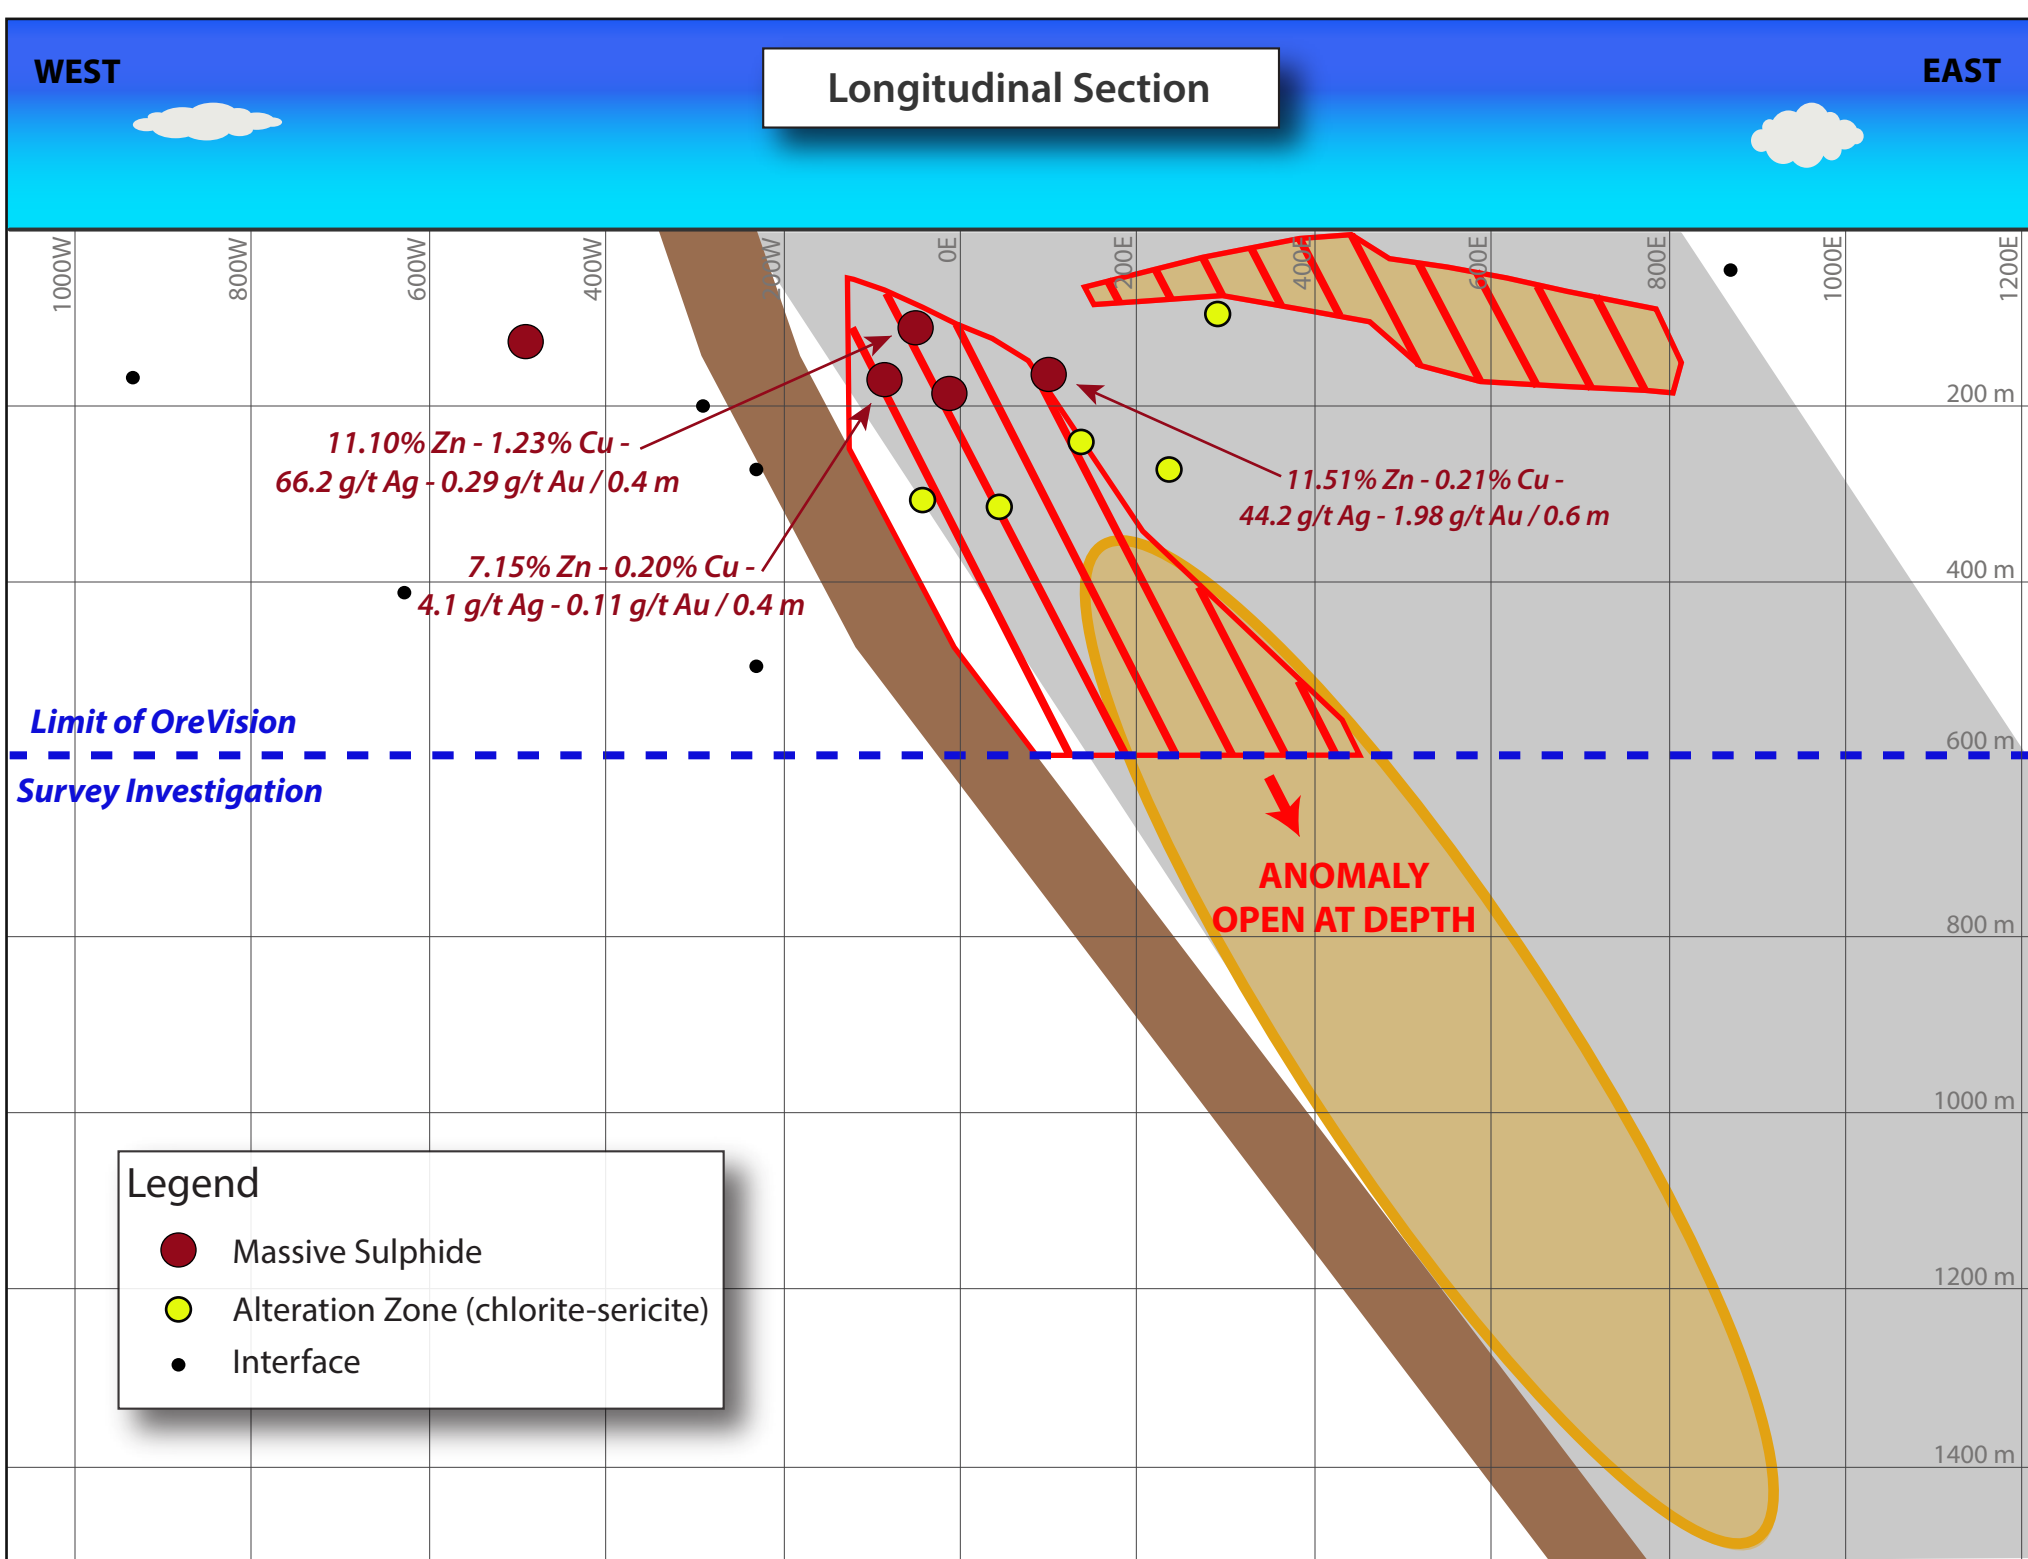 WEST
Longitudinal Section
EAST
1000W
800W
600W
400W
200W
0E
200E
400E
600E
800E
1000E
1200E
200 m
11.10% Zn - 1.23% Cu -
66.2 g/t Ag - 0.29 g/t Au / 0.4 m
11.51% Zn - 0.21% Cu -
44.2 g/t Ag - 1.98 g/t Au / 0.6 m
7.15% Zn - 0.20% Cu -
4.1 g/t Ag - 0.11 g/t Au / 0.4 m
400 m
Limit of OreVision
600 m
Survey Investigation
ANOMALY
OPEN AT DEPTH
800 m
1000 m
Legend
Massive Sulphide
Alteration Zone (chlorite-sericite)
Interface
1200 m
1400 m